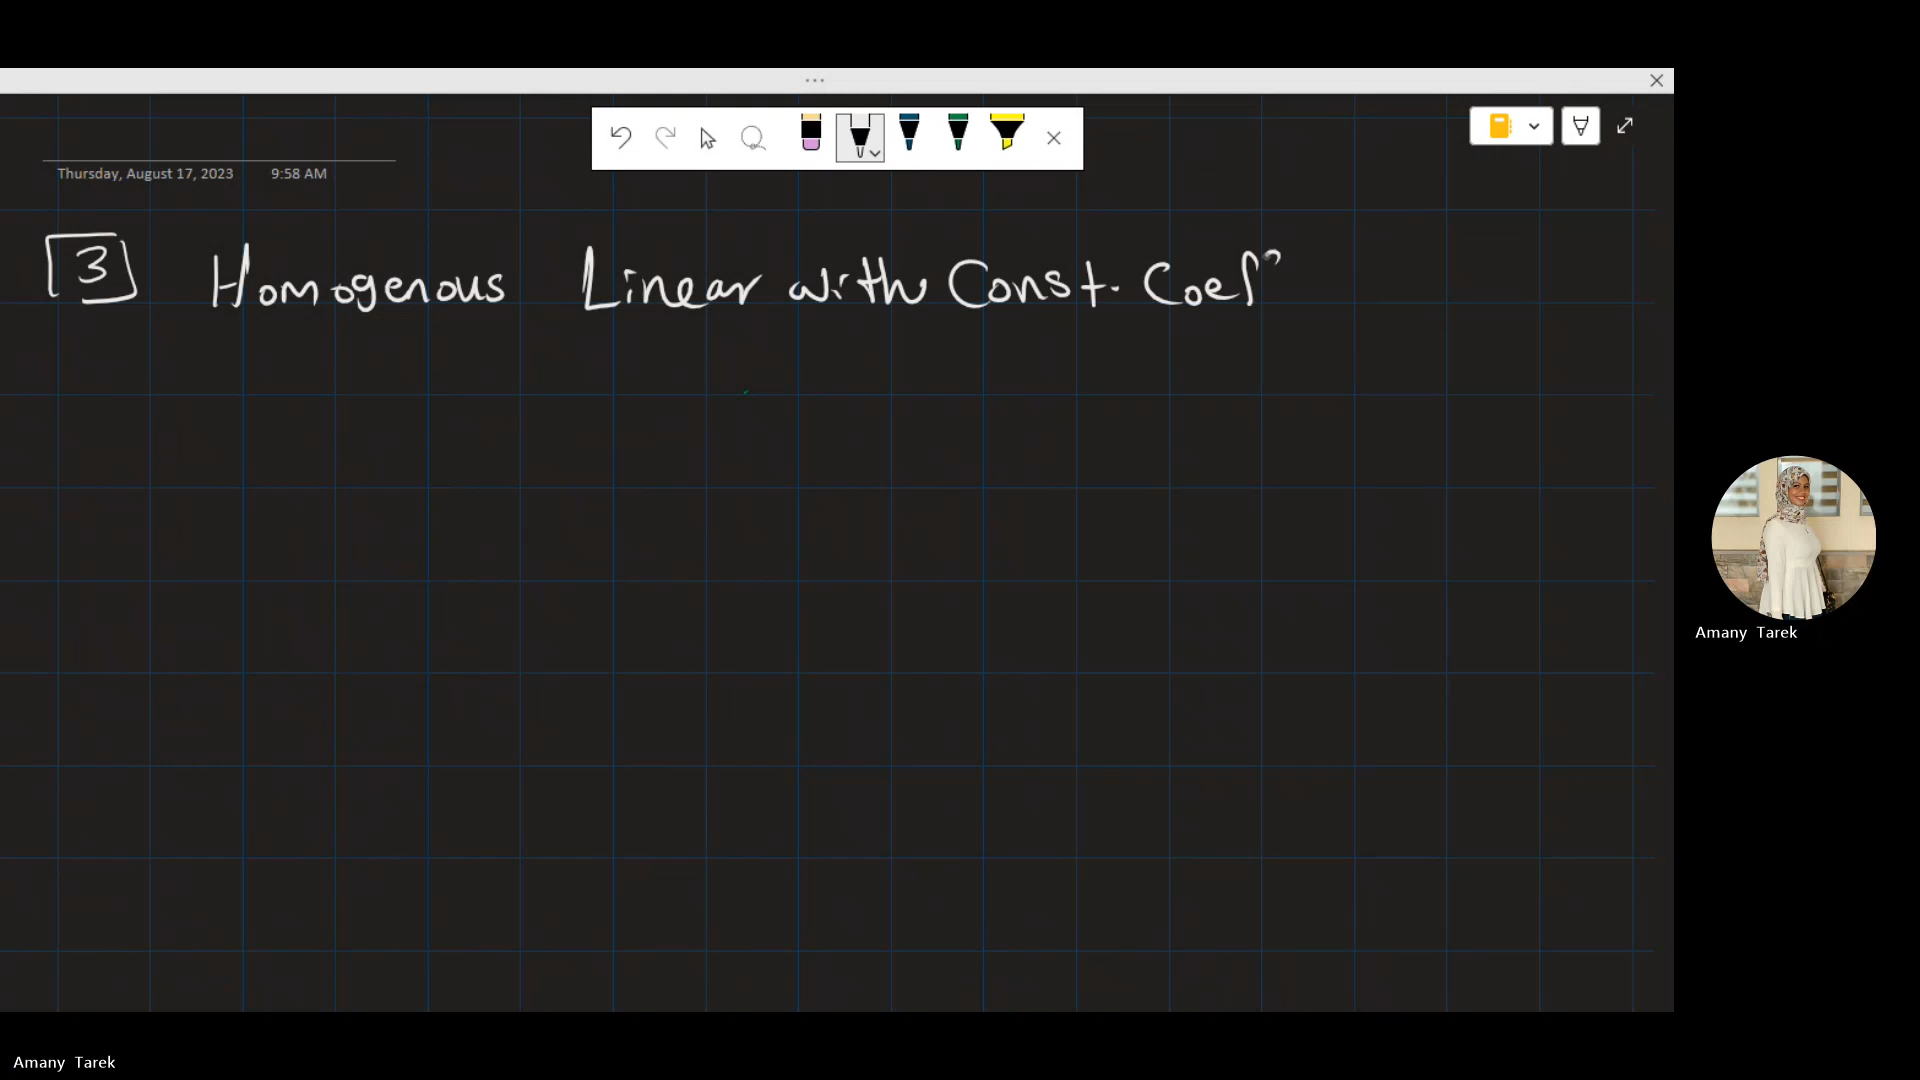 Thursday, August 17, 2023 9:58 AM
3 Homogenous Linear with Const. Coef
Amany Tarek
Amany Tarek